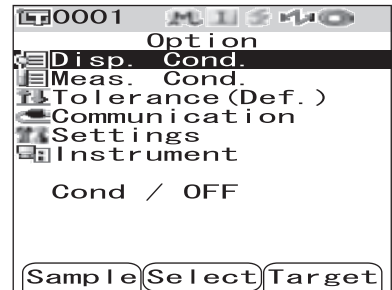 0001 M I S M/O
Option
Disp. Cond.
Meas. Cond.
Tolerance(Def.)
Communication
Settings
Instrument
Cond / OFF
Sample Select Target